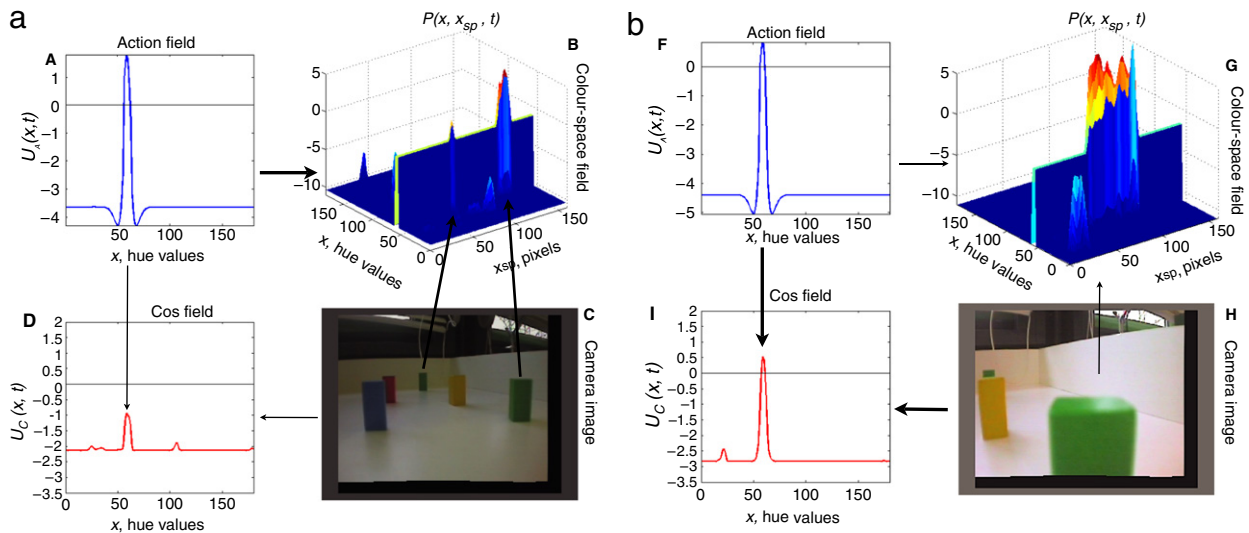 a
Action field
A
1
0
−1
−2
−3
−4
U_A(x,t)
50 100 150
x, hue values
P(x, x_sp , t)
B
5
0
−5
−10
150
100
50
0
x, hue values
0
50
100
150
x_sp, pixels
Colour-space field
D
Cos field
2
1.5
1
0.5
0
−0.5
−1
−1.5
−2
−2.5
−3
−3.5
U_C (x, t)
0 50 100 150
x, hue values
C
Camera image
b
Action field
F
0
−1
−2
−3
−4
−5
U_A(x,t)
50 100 150
x, hue values
P(x, x_sp , t)
G
5
0
−5
−10
150
100
50
0
x, hue values
0
50
100
150
x_sp, pixels
Colour-space field
I
Cos field
2
1.5
1
0.5
0
−0.5
−1
−1.5
−2
−2.5
−3
−3.5
U_C (x, t)
0 50 100 150
x, hue values
H
Camera image